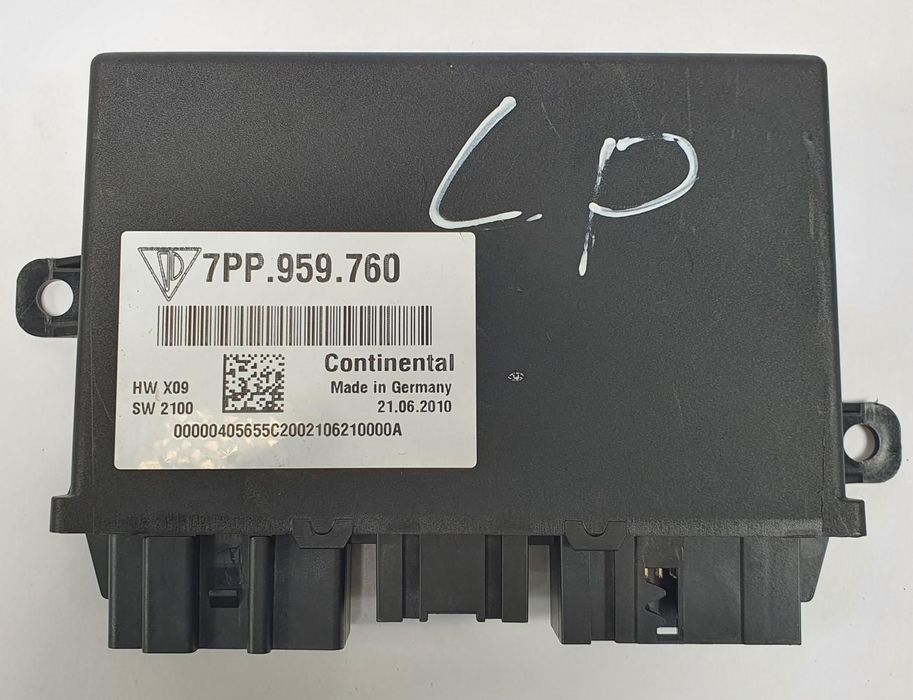 L.P
7PP.959.760
Continental
HW X09
Made in Germany
SW 2100
21.06.2010
00000405655C2002106210000A